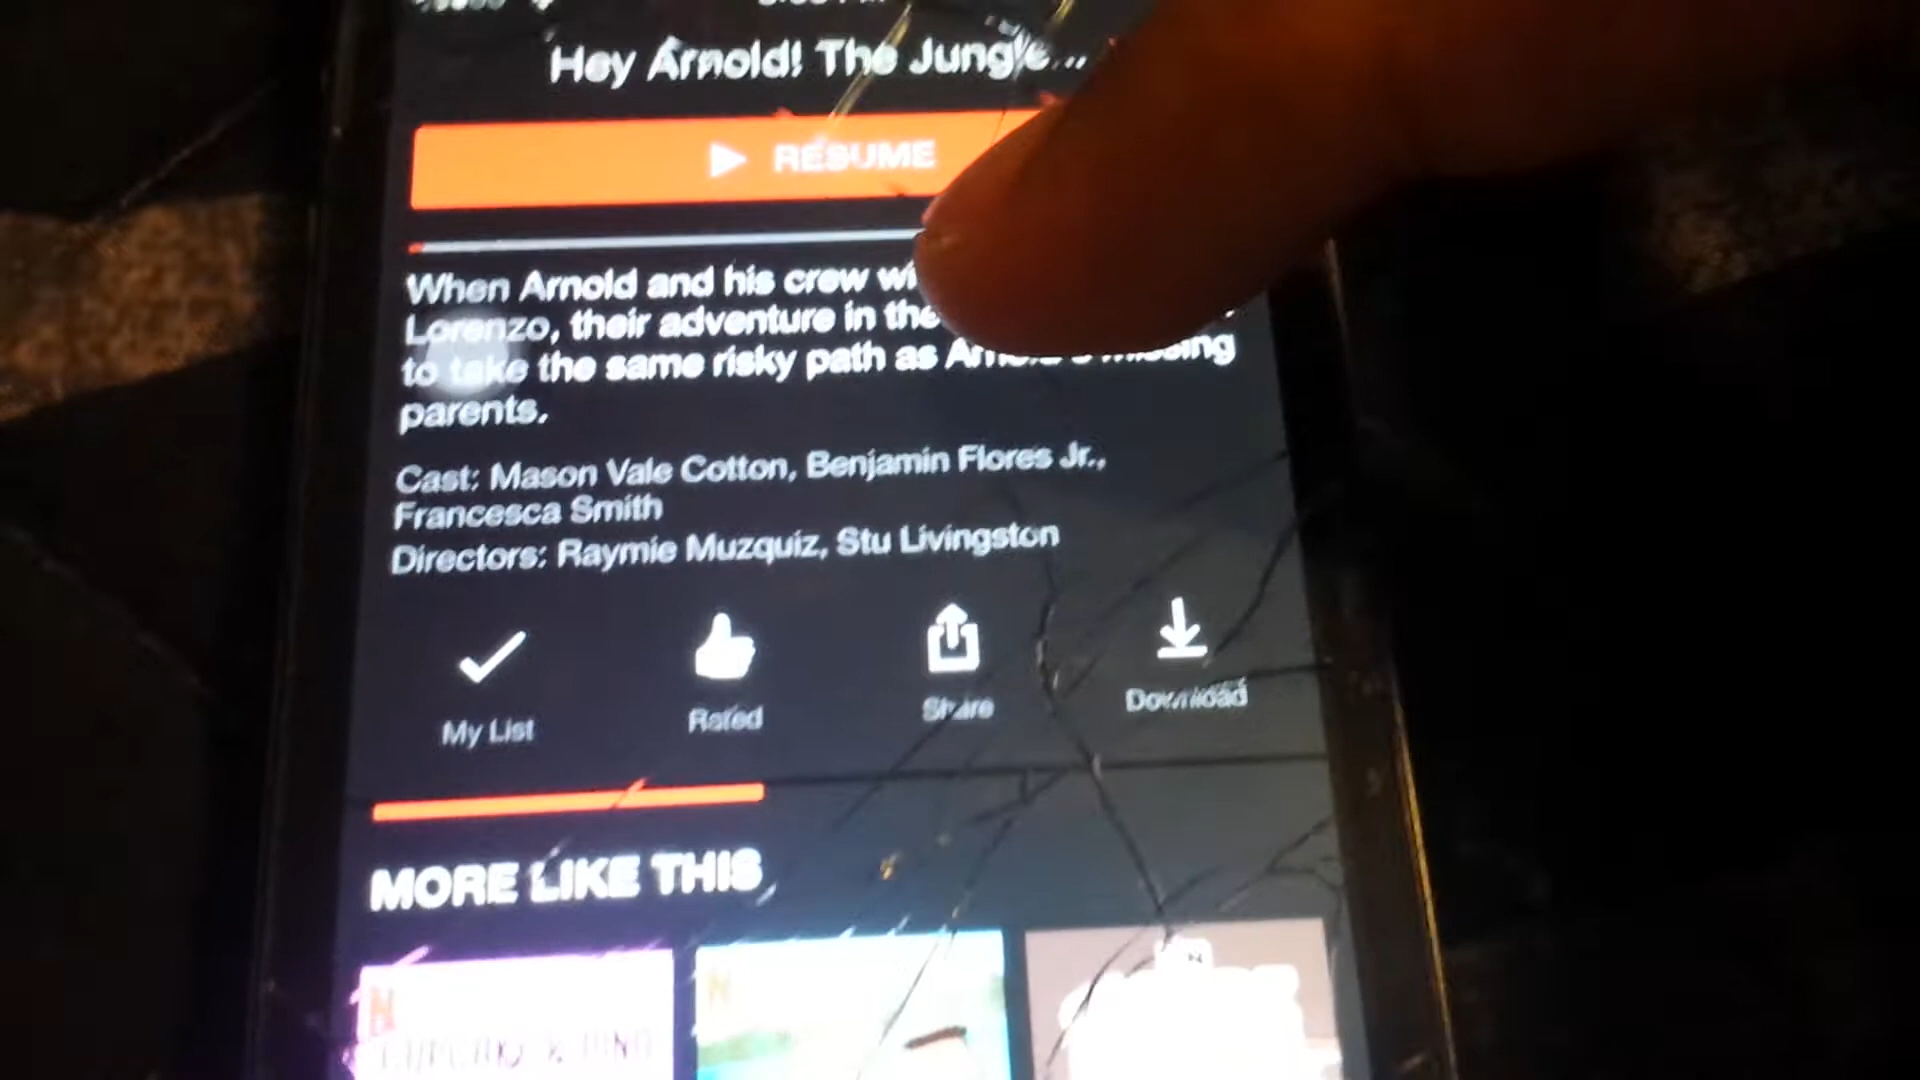 Hey Arnold! The Jungle...
RESUME
When Arnold and his crew
Lorenzo, their adventure in the
to take the same risky path as Arnold's missing
parents.
Cast: Mason Vale Cotton, Benjamin Flores Jr.,
Francesca Smith
Directors: Raymie Muzquiz, Stu Livingston
My List Rated Share Download
MORE LIKE THIS
N N N